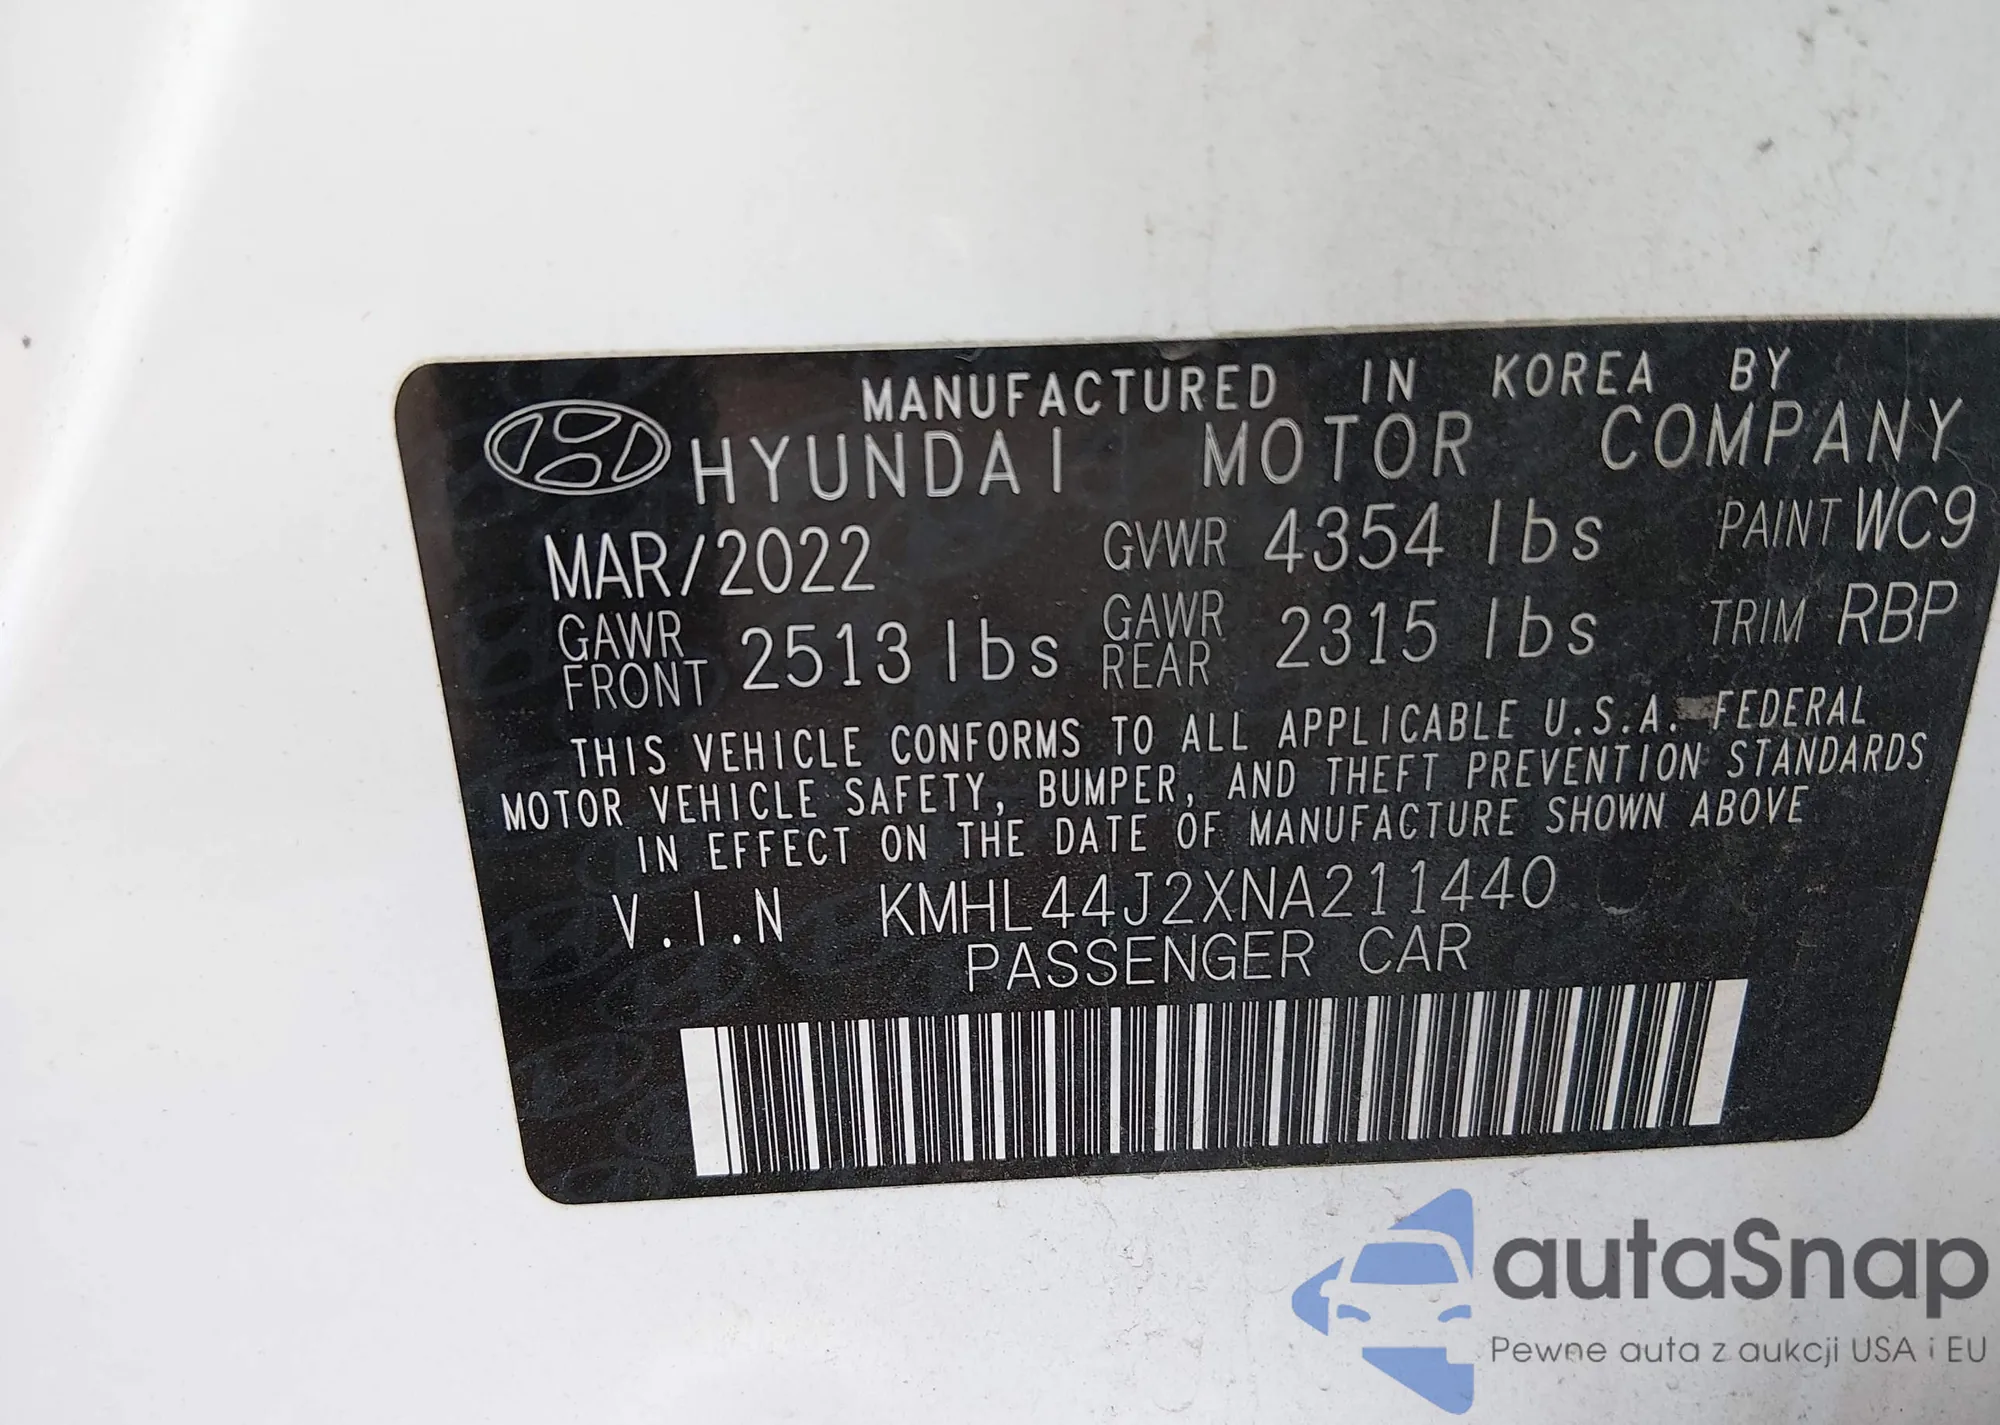 MANUFACTURED IN KOREA BY
HYUNDAI MOTOR COMPANY
MAR/2022 GVWR 4354 lbs PAINT WC9
GAWR FRONT 2513 lbs GAWR REAR 2315 lbs TRIM RBP
THIS VEHICLE CONFORMS TO ALL APPLICABLE U.S.A. FEDERAL
MOTOR VEHICLE SAFETY, BUMPER, AND THEFT PREVENTION STANDARDS
IN EFFECT ON THE DATE OF MANUFACTURE SHOWN ABOVE
V.I.N KMHL44J2XNA211440
PASSENGER CAR
autaSnap
Pewne auta z aukcji USA i EU